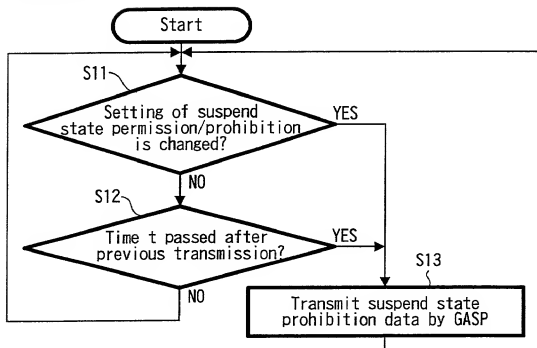 Start
S11
Setting of suspend
state permission/prohibition
is changed?
YES
NO
S12
Time t passed after
previous transmission?
YES
NO
S13
Transmit suspend state
prohibition data by GASP